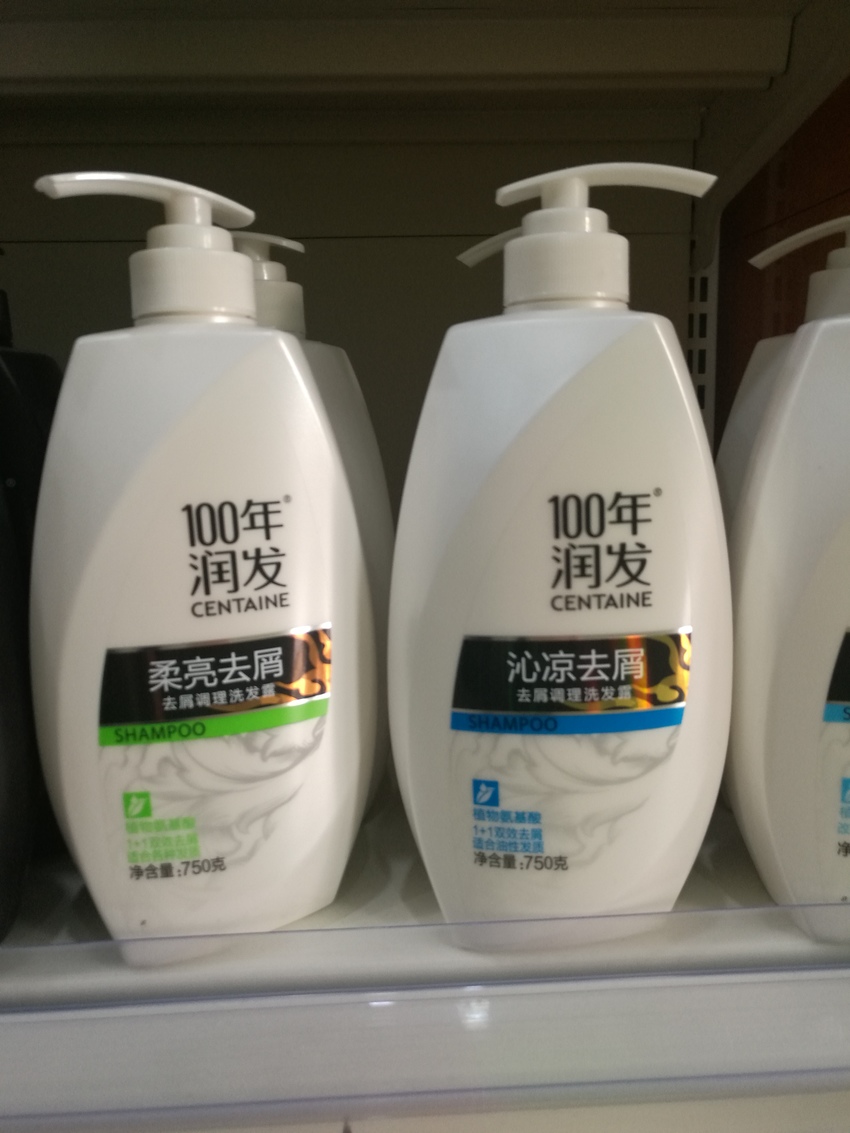 100年®
润发
CENTAINE
柔亮去屑
去屑调理洗发露
SHAMPOO
植物氨基酸
1+1双效去屑
净含量:750克
100年®
润发
CENTAINE
沁凉去屑
去屑调理洗发露
SHAMPOO
植物氨基酸
1+1双效去屑
适合油性发质
净含量:750克